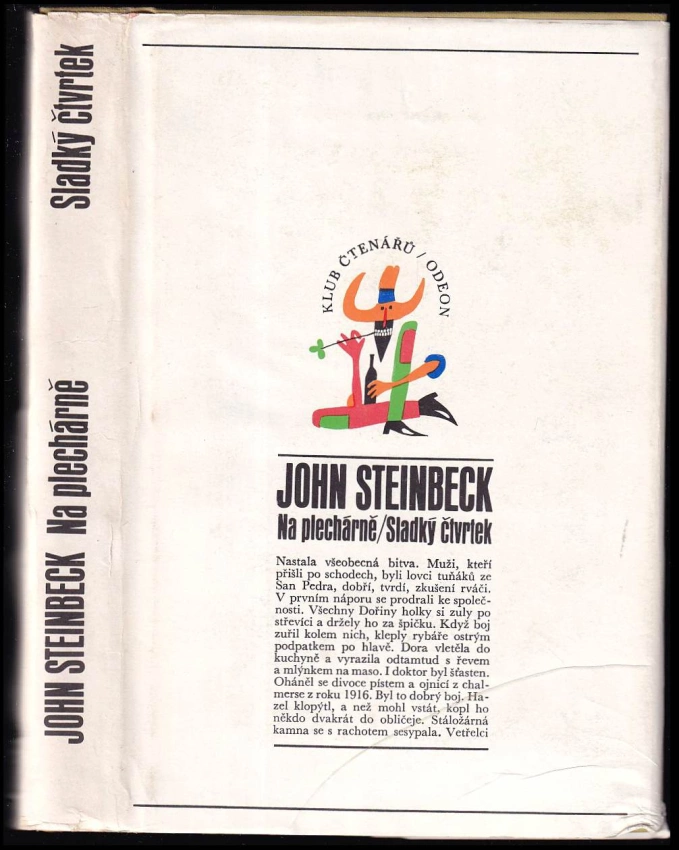 JOHN STEINBECK Na plechárně Sladký čtvrtek
KLUB ČTENÁŘŮ / ODEON
JOHN STEINBECK
Na plechárně/Sladký čtvrtek
Nastala všeobecná bitva. Muži, kteří
přišli po schodech, byli lovci tuňáků ze
San Pedra, dobří, tvrdí, zkušení rváči.
V prvním náporu se prodrali ke společ-
nosti. Všechny Dořiny holky si zuly po
střevíci a držely ho za špičku. Když boj
zuřil kolem nich, kleply rybáře ostrým
podpatkem po hlavě. Dora vletěla do
kuchyně a vyrazila odtamtud s řevem
a mlýnkem na maso. I doktor byl šťasten.
Oháněl se divoce pístem a ojnicí z chal-
merse z roku 1916. Byl to dobrý boj. Ha-
zel klopýtl, a než mohl vstát, kopl ho
někdo dvakrát do obličeje. Stáložárná
kamna se s rachotem sesypala. Vetřelci